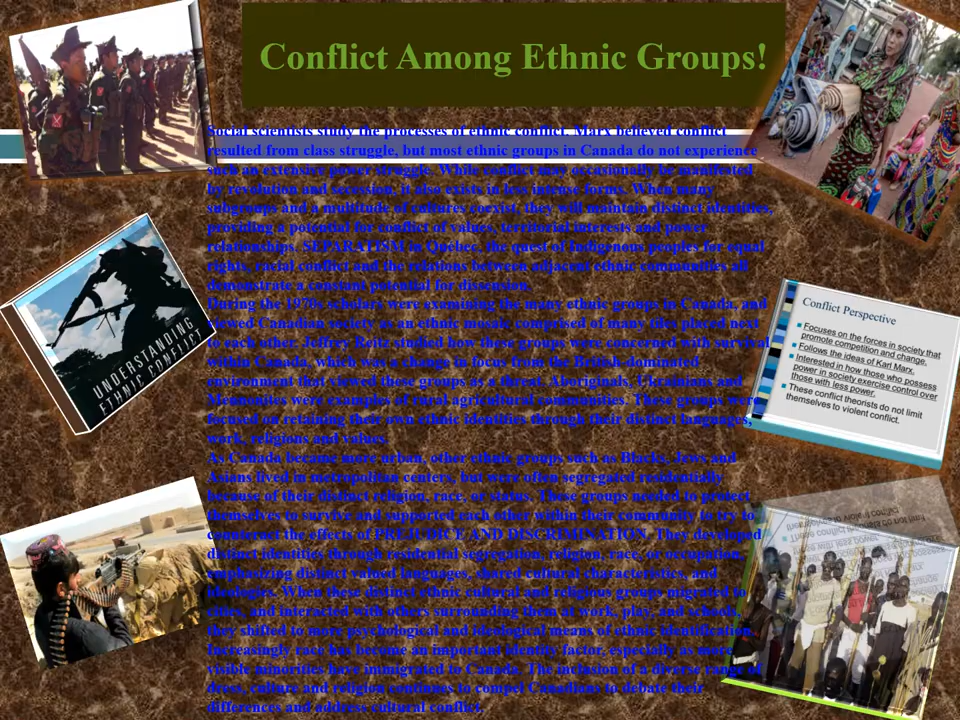 Conflict Among Ethnic Groups!
Social scientists study the processes of ethnic conflict. Marx believed conflict
resulted from class struggle, but most ethnic groups in Canada do not experience
such an extensive power struggle. While conflict may occasionally be manifested
by revolution and secession, it also exists in less intense forms. When many
subgroups and a multitude of cultures coexist, they will maintain distinct identities,
providing a potential for conflict of values, territorial interests and power
relationships. SEPARATISM in Québec, the quest of Indigenous peoples for equal
rights, racial conflict and the relations between adjacent ethnic communities all
demonstrate a constant potential for dissension.
During the 1970s scholars were examining the many ethnic groups in Canada, and
viewed Canadian society as an ethnic mosaic comprised of many tiles placed next
to each other. Jeffrey Reitz studied how these groups were concerned with survival
within Canada, which was a change in focus from the British-dominated
environment that viewed these groups as a threat. Aboriginals, Ukrainians and
Mennonites were examples of rural agricultural communities. These groups were
focused on retaining their own ethnic identities through their distinct languages,
work, religions and values.
As Canada became more urban, other ethnic groups such as Blacks, Jews and
Asians lived in metropolitan centers, but were often segregated residentially
because of their distinct religion, race, or status. These groups needed to protect
themselves to survive and supported each other within their community to try to
counteract the effects of PREJUDICE AND DISCRIMINATION. They developed
distinct identities through residential segregation, religion, race, or occupation,
emphasizing distinct valued languages, shared cultural characteristics, and
ideologies. When these distinct ethnic cultural and religious groups migrated to
cities, and interacted with others surrounding them at work, play, and schools,
they shifted to more psychological and ideological means of ethnic identification.
Increasingly race has become an important identity factor, especially as more
visible minorities have immigrated to Canada. The inclusion of a diverse range of
dress, culture and religion continues to compel Canadians to debate their
differences and address cultural conflict.
UNDERSTANDING
ETHNIC CONFLICT
Conflict Perspective
Focuses on the forces in society that
promote competition and change.
Follows the ideas of Karl Marx.
Interested in how those who possess
power in society exercise control over
those with less power.
These conflict theorists do not limit
themselves to violent conflict.